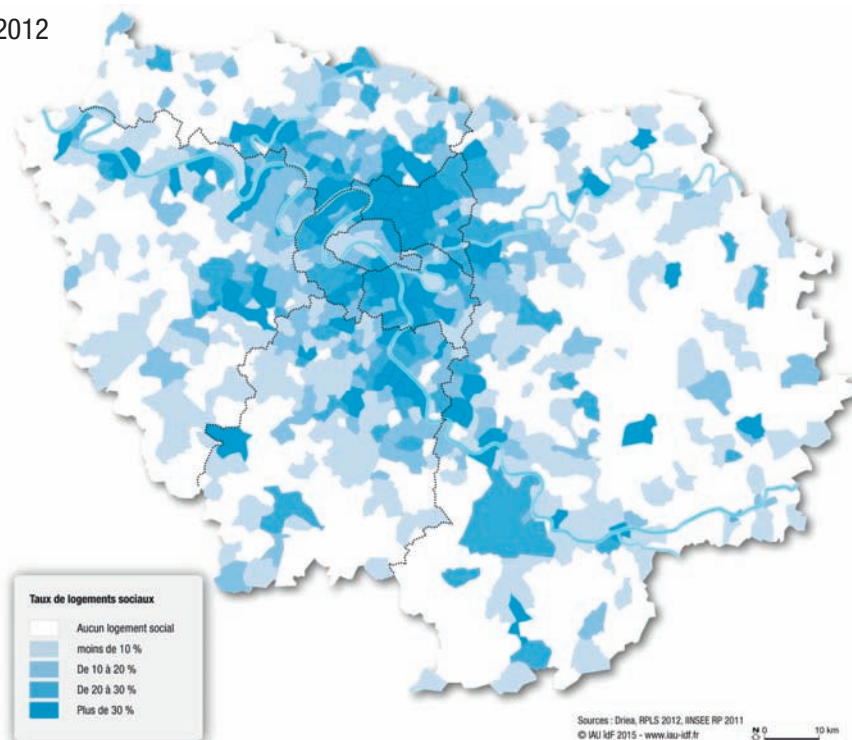 2012
Taux de logements sociaux
Aucun logement social
moins de 10 %
De 10 à 20 %
De 20 à 30 %
Plus de 30 %
Sources : Driea, RPLS 2012, IINSEE RP 2011
© IAU îdF 2015 - www.iau-idf.fr
N 0 10 km